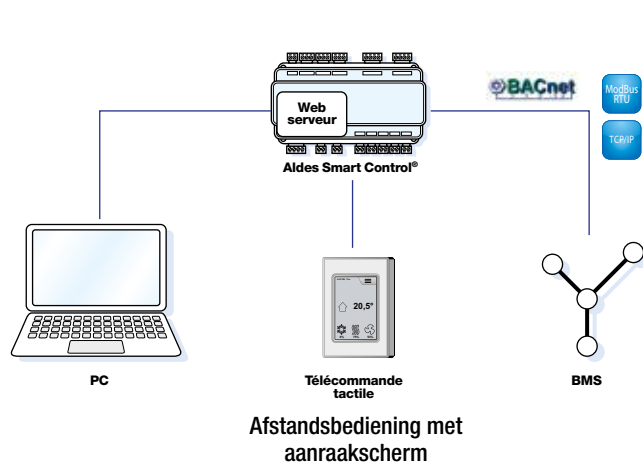 BACnet
ModBus
RTU
TCP/IP
Web
serveur
Aldes Smart Control®
20,5°
PC
Télécommande
tactile
BMS
Afstandsbediening met
aanraakscherm